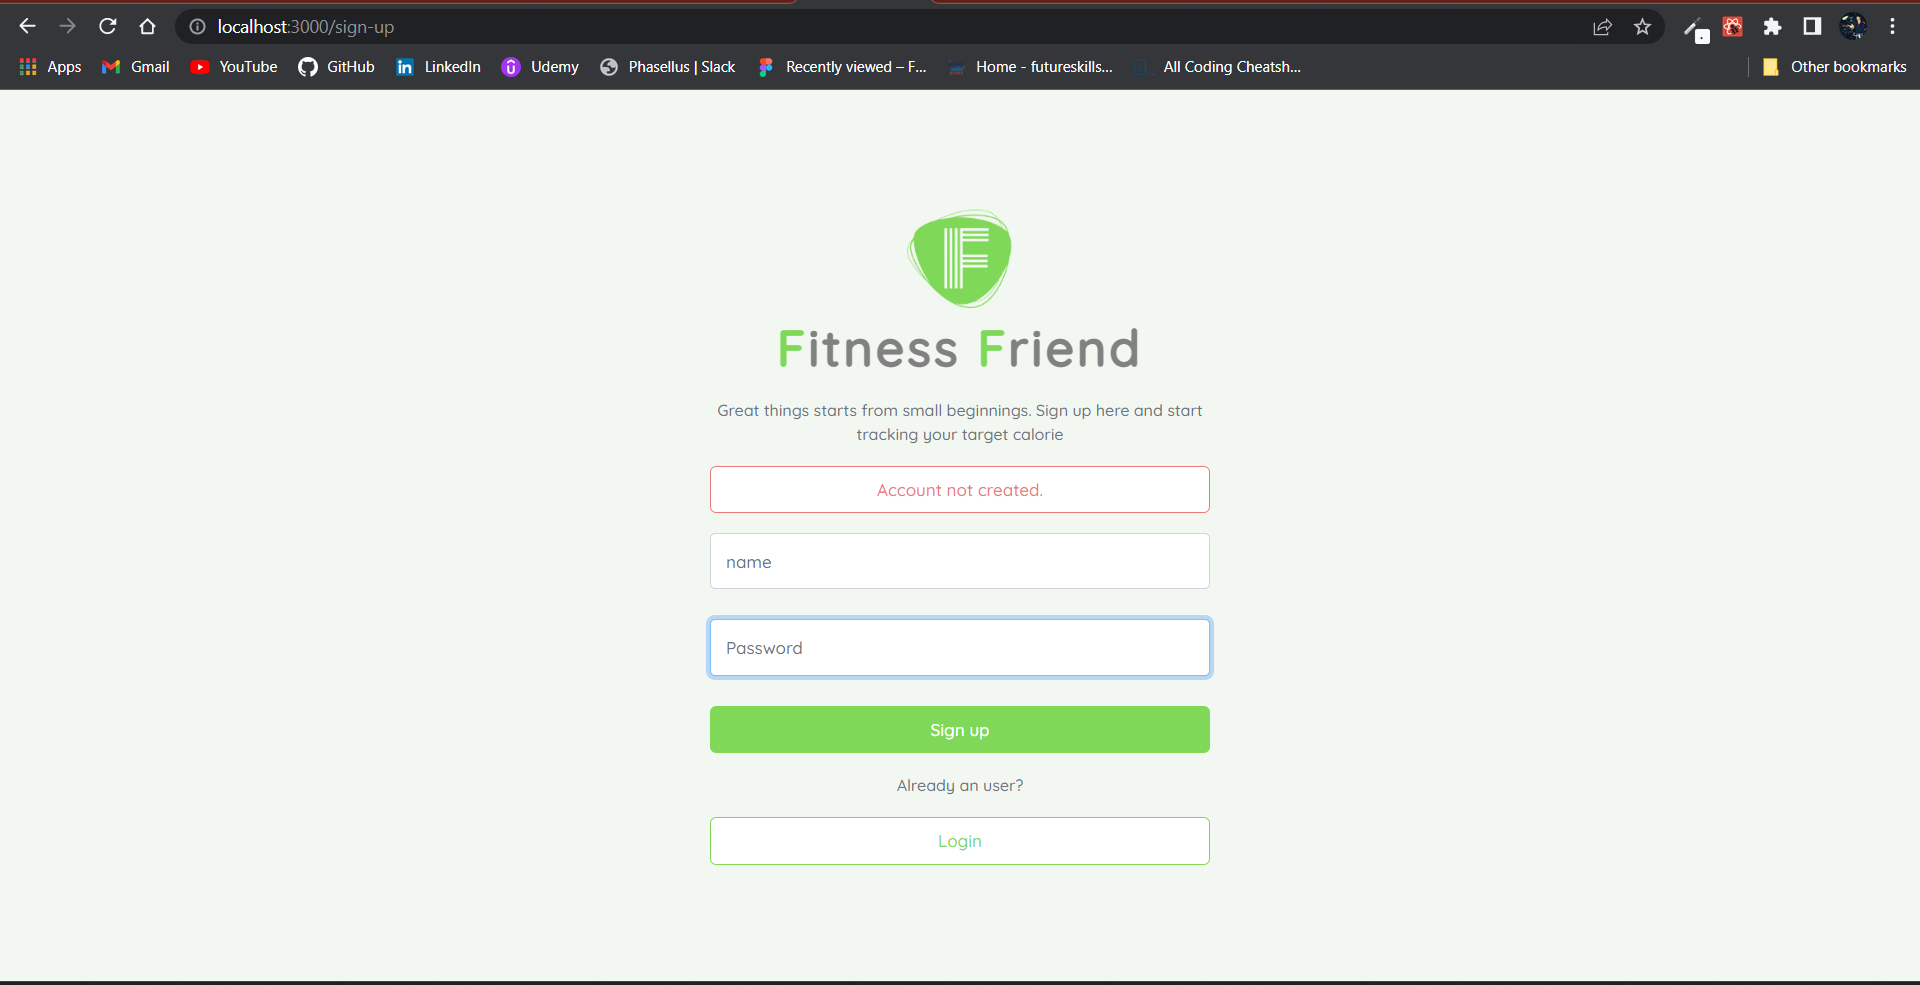 localhost:3000/sign-up
Apps Gmail YouTube GitHub LinkedIn Udemy Phasellus | Slack Recently viewed – F... Home - futureskills... All Coding Cheatsh... Other bookmarks
F
Fitness Friend
Great things starts from small beginnings. Sign up here and start
tracking your target calorie
Account not created.
name
Password
Sign up
Already an user?
Login